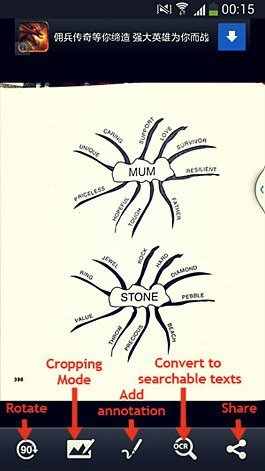 00:15
佣兵传奇等你缔造 强大英雄为你而战
CARING
SUPPORT
LOVE
UNIQUE
SURVIVOR
MUM
RESILIENT
PRICELESS
HOPEFUL
TOUGH
FATHER
JEWEL
ROCK
HARD
RING
DIAMOND
STONE
PEBBLE
VALUE
THROW
PRECIOUS
BEACH
396
Cropping Mode
Convert to searchable texts
Rotate
Add annotation
Share
90
OCR